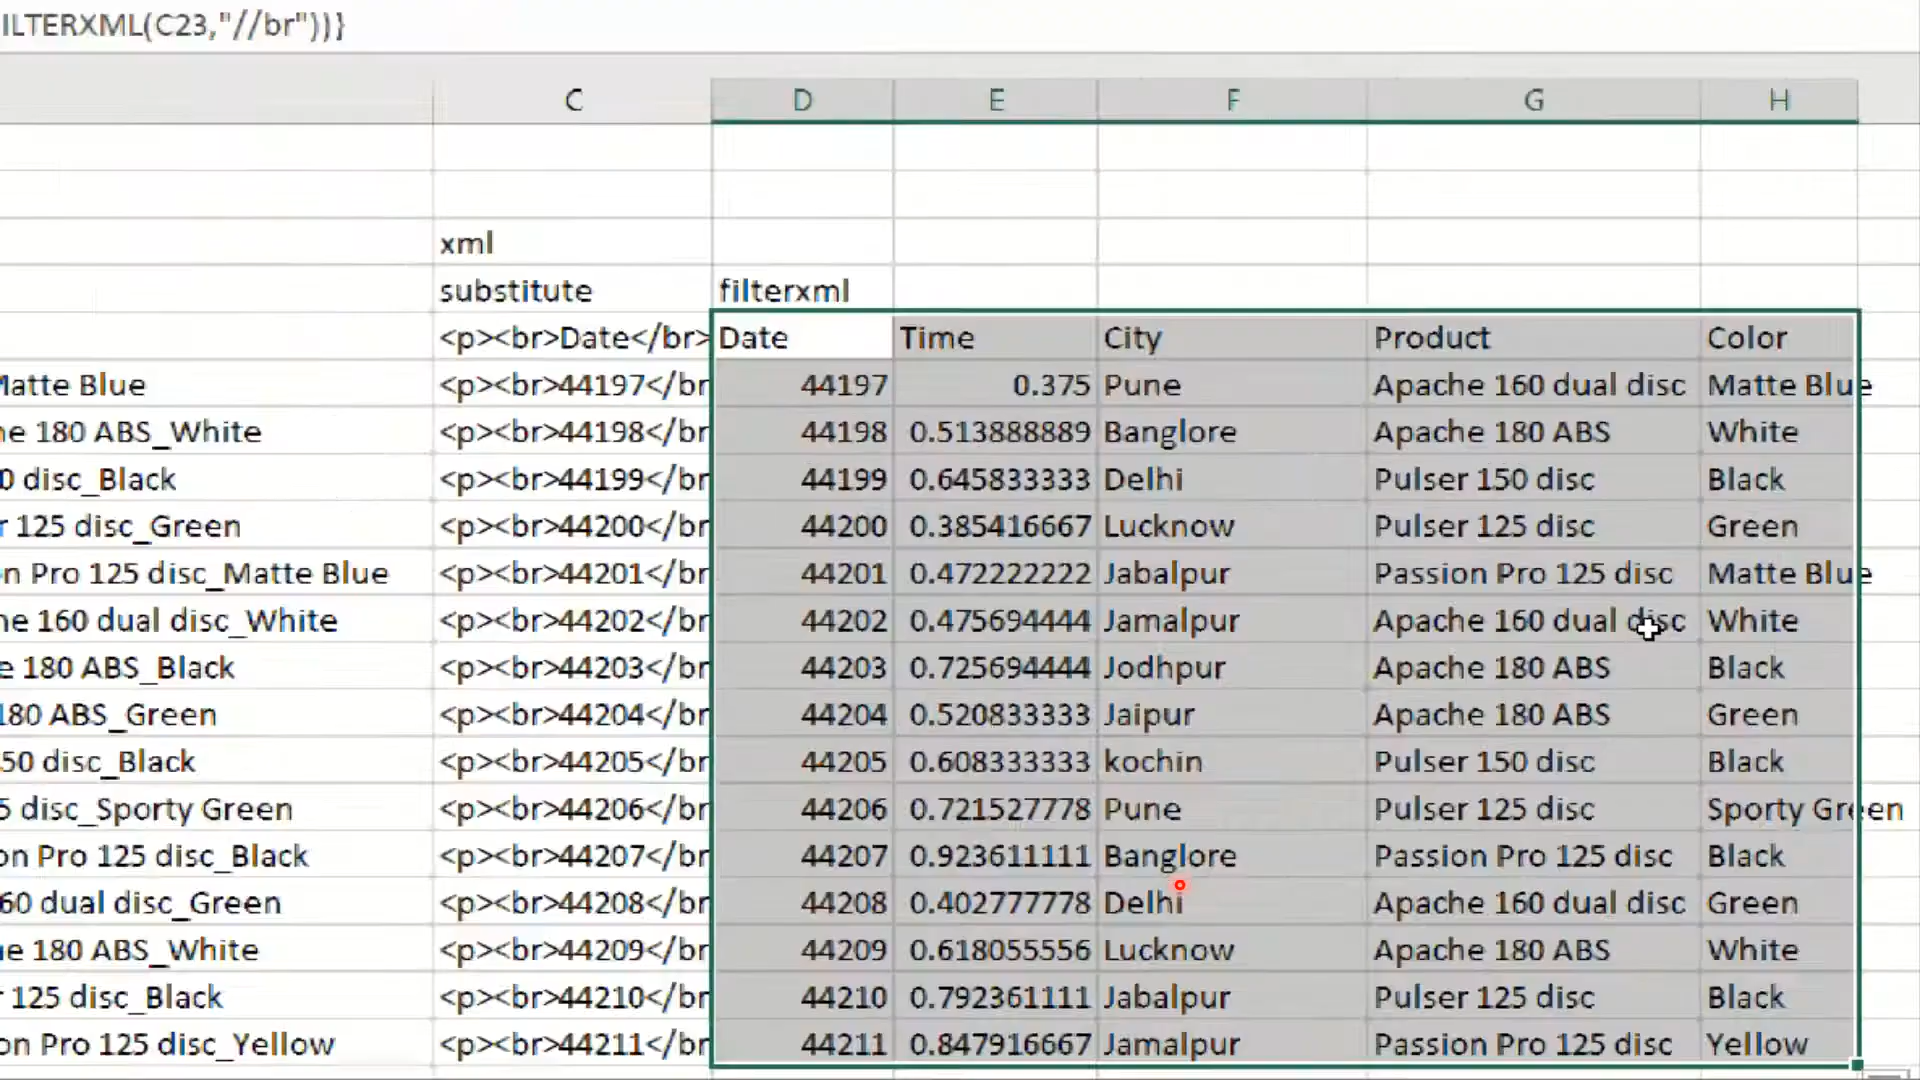 ILTERXML(C23,"//br"))}
C D E F G H
xml
substitute filterxml
<p><br>Date</br> Date Time City Product Color
Matte Blue <p><br>44197</br 44197 0.375 Pune Apache 160 dual disc Matte Blue
he 180 ABS_White <p><br>44198</br 44198 0.513888889 Banglore Apache 180 ABS White
0 disc_Black <p><br>44199</br 44199 0.645833333 Delhi Pulser 150 disc Black
r 125 disc_Green <p><br>44200</br 44200 0.385416667 Lucknow Pulser 125 disc Green
on Pro 125 disc_Matte Blue <p><br>44201</br 44201 0.472222222 Jabalpur Passion Pro 125 disc Matte Blue
he 160 dual disc_White <p><br>44202</br 44202 0.475694444 Jamalpur Apache 160 dual disc White
e 180 ABS_Black <p><br>44203</br 44203 0.725694444 Jodhpur Apache 180 ABS Black
180 ABS_Green <p><br>44204</br 44204 0.520833333 Jaipur Apache 180 ABS Green
50 disc_Black <p><br>44205</br 44205 0.608333333 kochin Pulser 150 disc Black
5 disc_Sporty Green <p><br>44206</br 44206 0.721527778 Pune Pulser 125 disc Sporty Green
on Pro 125 disc_Black <p><br>44207</br 44207 0.923611111 Banglore Passion Pro 125 disc Black
60 dual disc_Green <p><br>44208</br 44208 0.402777778 Delhi Apache 160 dual disc Green
he 180 ABS_White <p><br>44209</br 44209 0.618055556 Lucknow Apache 180 ABS White
r 125 disc_Black <p><br>44210</br 44210 0.792361111 Jabalpur Pulser 125 disc Black
on Pro 125 disc_Yellow <p><br>44211</br 44211 0.847916667 Jamalpur Passion Pro 125 disc Yellow